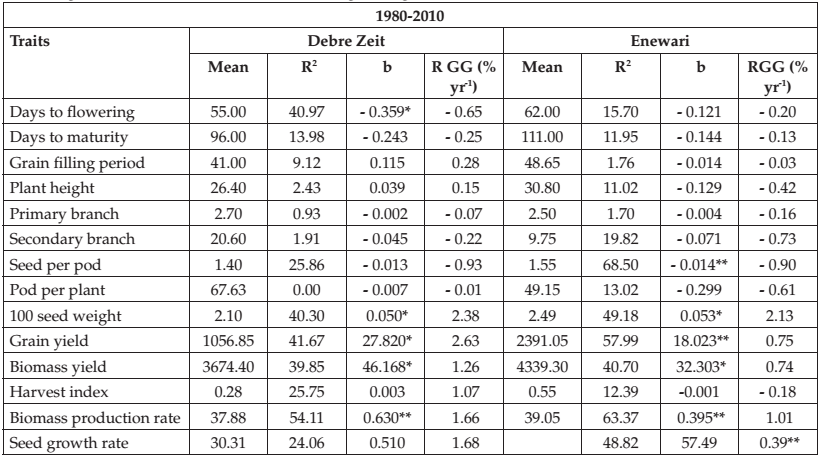 1980-2010
Traits Debre Zeit Enewari
Mean R² b R GG (% yr⁻¹) Mean R² b RGG (% yr⁻¹)
Days to flowering 55.00 40.97 - 0.359* - 0.65 62.00 15.70 - 0.121 - 0.20
Days to maturity 96.00 13.98 - 0.243 - 0.25 111.00 11.95 - 0.144 - 0.13
Grain filling period 41.00 9.12 0.115 0.28 48.65 1.76 - 0.014 - 0.03
Plant height 26.40 2.43 0.039 0.15 30.80 11.02 - 0.129 - 0.42
Primary branch 2.70 0.93 - 0.002 - 0.07 2.50 1.70 - 0.004 - 0.16
Secondary branch 20.60 1.91 - 0.045 - 0.22 9.75 19.82 - 0.071 - 0.73
Seed per pod 1.40 25.86 - 0.013 - 0.93 1.55 68.50 - 0.014** - 0.90
Pod per plant 67.63 0.00 - 0.007 - 0.01 49.15 13.02 - 0.299 - 0.61
100 seed weight 2.10 40.30 0.050* 2.38 2.49 49.18 0.053* 2.13
Grain yield 1056.85 41.67 27.820* 2.63 2391.05 57.99 18.023** 0.75
Biomass yield 3674.40 39.85 46.168* 1.26 4339.30 40.70 32.303* 0.74
Harvest index 0.28 25.75 0.003 1.07 0.55 12.39 -0.001 - 0.18
Biomass production rate 37.88 54.11 0.630** 1.66 39.05 63.37 0.395** 1.01
Seed growth rate 30.31 24.06 0.510 1.68 48.82 57.49 0.39**